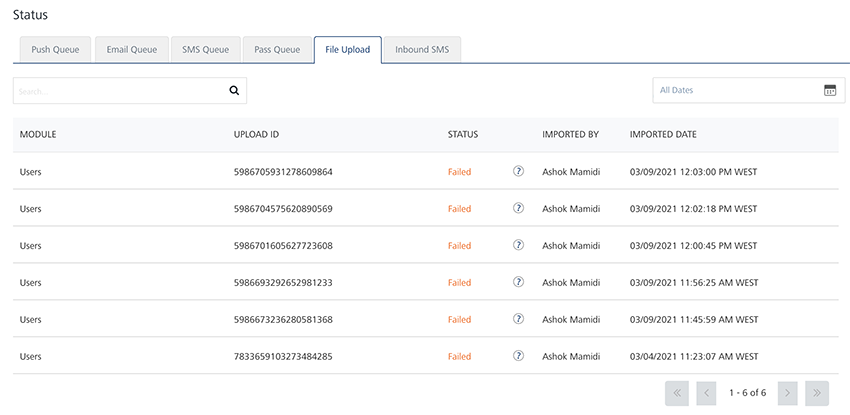 Status
Push Queue Email Queue SMS Queue Pass Queue File Upload Inbound SMS
Search... All Dates
MODULE UPLOAD ID STATUS IMPORTED BY IMPORTED DATE
Users 5986705931278609864 Failed ? Ashok Mamidi 03/09/2021 12:03:00 PM WEST
Users 5986704575620890569 Failed ? Ashok Mamidi 03/09/2021 12:02:18 PM WEST
Users 5986701605627723608 Failed ? Ashok Mamidi 03/09/2021 12:00:45 PM WEST
Users 5986693292652981233 Failed ? Ashok Mamidi 03/09/2021 11:56:25 AM WEST
Users 5986673236280581368 Failed ? Ashok Mamidi 03/09/2021 11:45:59 AM WEST
Users 7833659103273484285 Failed ? Ashok Mamidi 03/04/2021 11:23:07 AM WEST
« ‹ 1 - 6 of 6 › »